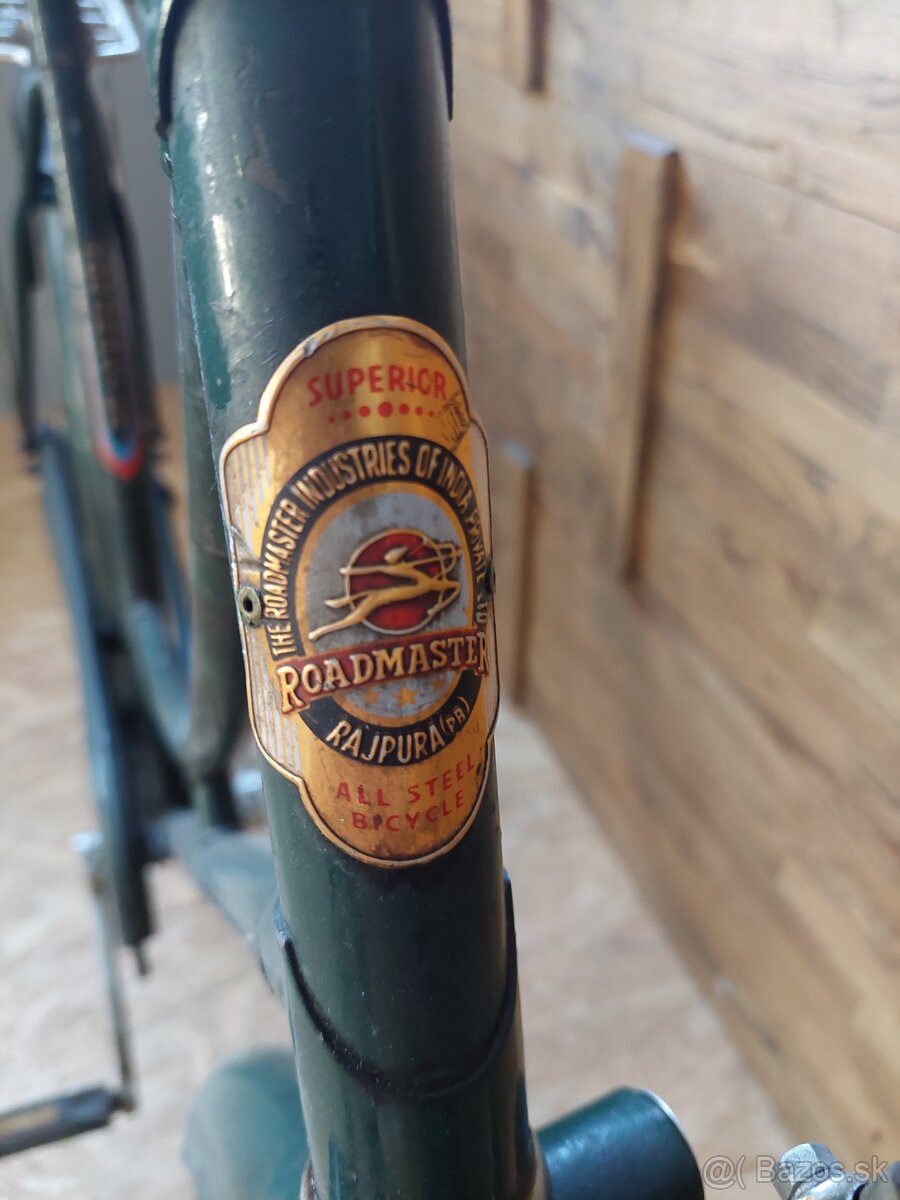 SUPERIOR
THE ROADMASTER INDUSTRIES OF INDIA PRIVATE LTD
ROADMASTER
RAJPURA (PB)
ALL STEEL
BICYCLE
@( Bazos.sk